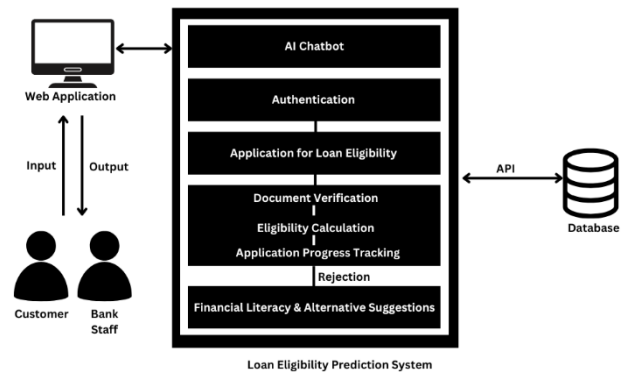 AI Chatbot
Web Application
Authentication
Application for Loan Eligibility
Input
Output
API
Document Verification
Eligibility Calculation
Application Progress Tracking
Database
Rejection
Financial Literacy & Alternative Suggestions
Customer
Bank
Staff
Loan Eligibility Prediction System